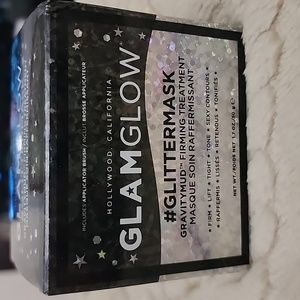 INCLUDES APPLICATOR BRUSH / INCLUT BROSSE APPLICATEUR
HOLLYWOOD, CALIFORNIA
GLAMGLOW
#GLITTERMASK
GRAVITYMUD™ FIRMING TREATMENT
MASQUE SOIN RAFFERMISSANT
FIRM ★ LIFT ★ TIGHT ★ TONE ★ SEXY CONTOURS ★
★ RAFFERMIS ★ LISSÉS ★ RETENDUS ★ TONIFIÉS ★
NET WT./POIDS NET 1.7 OZ/50 g